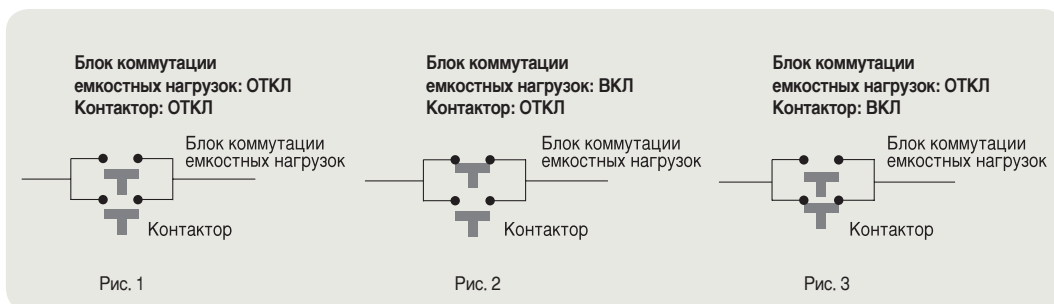 Блок коммутации
емкостных нагрузок: ОТКЛ
Контактор: ОТКЛ
Блок коммутации
емкостных нагрузок
Контактор
Рис. 1
Блок коммутации
емкостных нагрузок: ВКЛ
Контактор: ОТКЛ
Блок коммутации
емкостных нагрузок
Контактор
Рис. 2
Блок коммутации
емкостных нагрузок: ОТКЛ
Контактор: ВКЛ
Блок коммутации
емкостных нагрузок
Контактор
Рис. 3